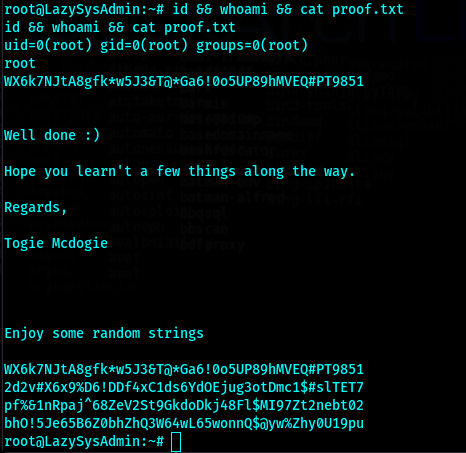 root@LazySysAdmin:~# id && whoami && cat proof.txt
id && whoami && cat proof.txt
uid=0(root) gid=0(root) groups=0(root)
root
WX6k7NJtA8gfk*w5J3&T@*Ga6!0o5UP89hMVEQ#PT9851
Well done :)
Hope you learn't a few things along the way.
Regards,
Togie Mcdogie
Enjoy some random strings
WX6k7NJtA8gfk*w5J3&T@*Ga6!0o5UP89hMVEQ#PT9851
2d2v#X6x9%D6!DDf4xC1ds6YdOEjug3otDmc1$#slTET7
pf%&1nRpaj^68ZeV2St9GkdoDkj48Fl$MI97Zt2nebt02
bhO!5Je65B6Z0bhZhQ3W64wL65wonnQ$@yw%Zhy0U19pu
root@LazySysAdmin:~#